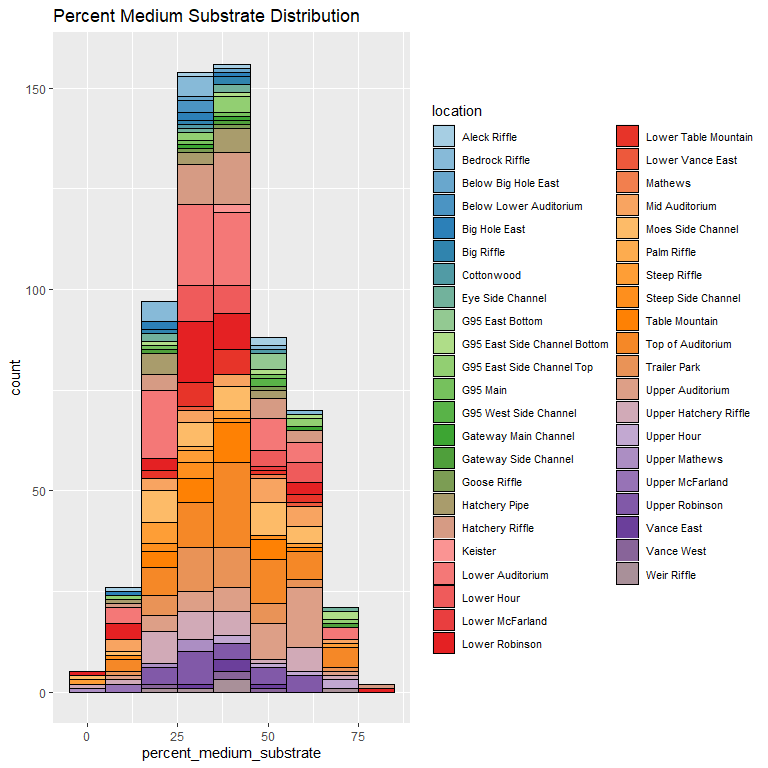 Percent Medium Substrate Distribution
150
100
50
0
count
0 25 50 75
percent_medium_substrate
location
Aleck Riffle
Bedrock Riffle
Below Big Hole East
Below Lower Auditorium
Big Hole East
Big Riffle
Cottonwood
Eye Side Channel
G95 East Bottom
G95 East Side Channel Bottom
G95 East Side Channel Top
G95 Main
G95 West Side Channel
Gateway Main Channel
Gateway Side Channel
Goose Riffle
Hatchery Pipe
Hatchery Riffle
Keister
Lower Auditorium
Lower Hour
Lower McFarland
Lower Robinson
Lower Table Mountain
Lower Vance East
Mathews
Mid Auditorium
Moes Side Channel
Palm Riffle
Steep Riffle
Steep Side Channel
Table Mountain
Top of Auditorium
Trailer Park
Upper Auditorium
Upper Hatchery Riffle
Upper Hour
Upper Mathews
Upper McFarland
Upper Robinson
Vance East
Vance West
Weir Riffle